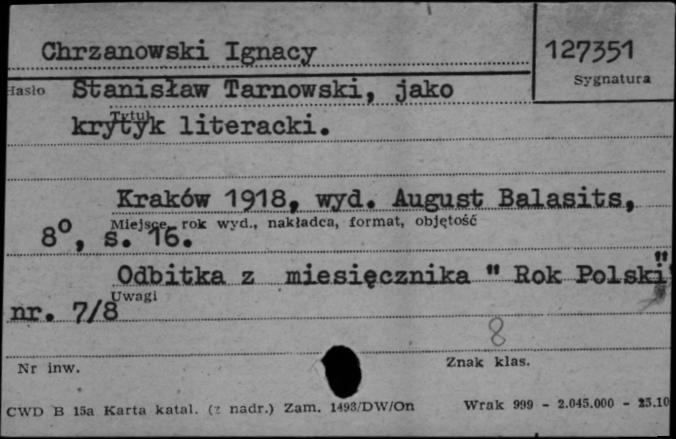 Chrzanowski Ignacy
127351
Hasło
Sygnatura
Stanisław Tarnowski, jako
Tytuł
krytyk literacki.
Kraków 1918, wyd. August Balasits,
Miejsce, rok wyd., nakładca, format, objętość
8°, s. 16.
Odbitka z miesięcznika " Rok Polski"
Uwagi
nr. 7/8
8
Nr inw.
Znak klas.
CWD B 15a Karta katal. (z nadr.) Zam. 1493/DW/On
Wrak 999 - 2.045.000 - 25.10